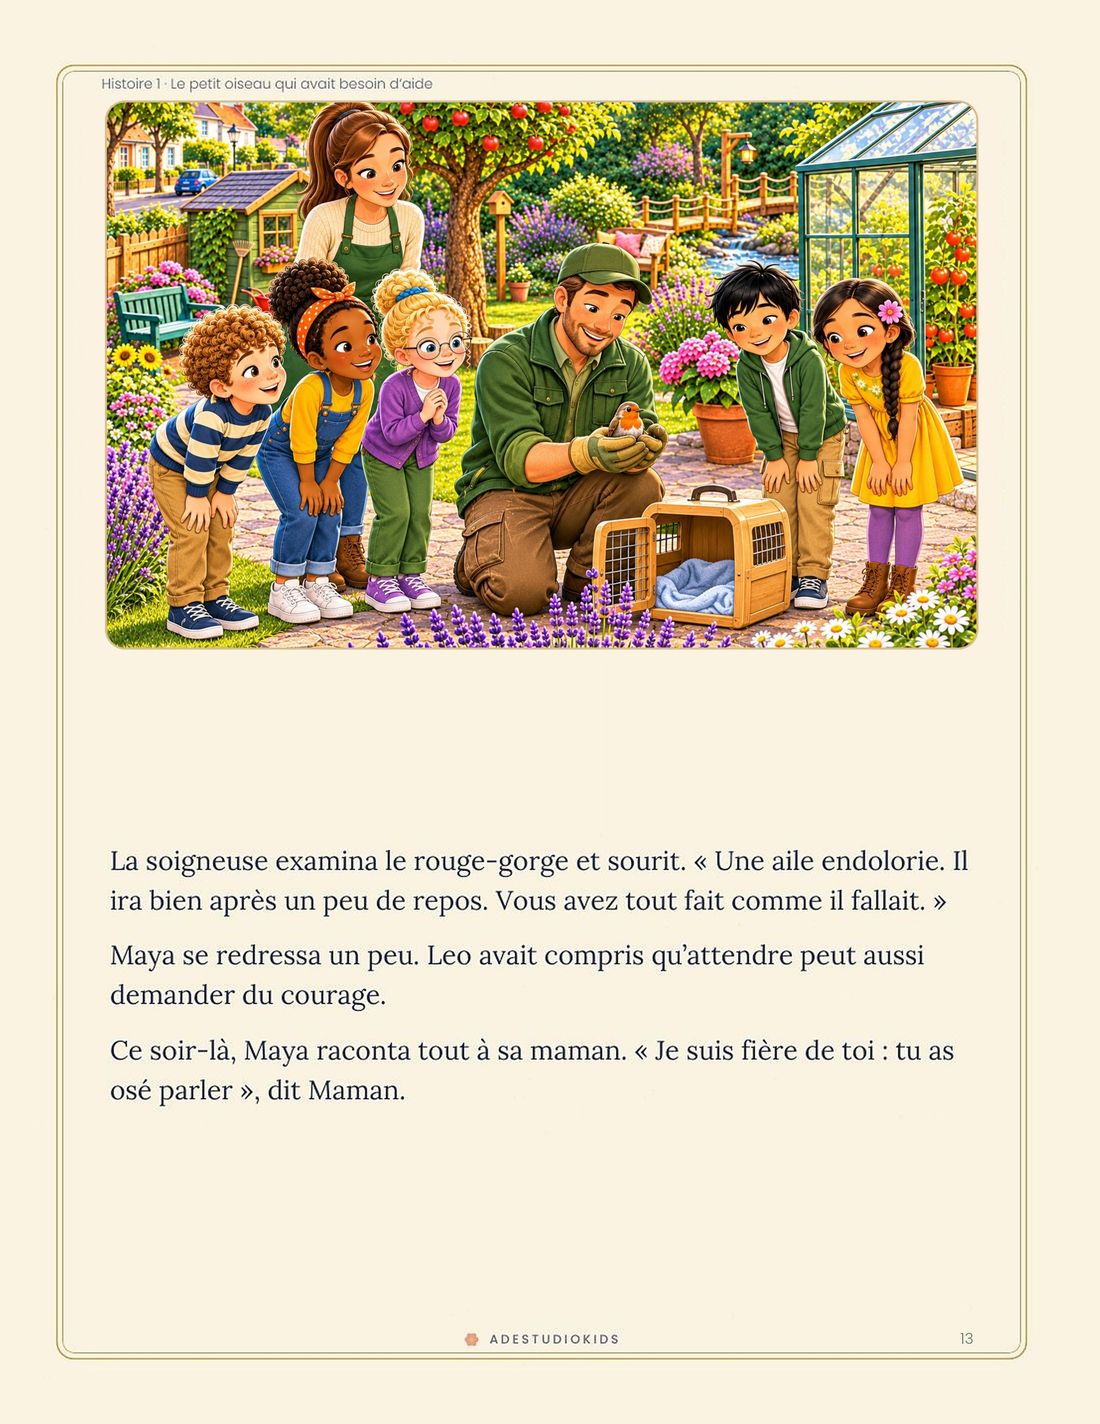 Histoire 1 · Le petit oiseau qui avait besoin d'aide
La soigneuse examina le rouge-gorge et sourit. « Une aile endolorie. Il
ira bien après un peu de repos. Vous avez tout fait comme il fallait. »
Maya se redressa un peu. Leo avait compris qu’attendre peut aussi
demander du courage.
Ce soir-là, Maya raconta tout à sa maman. « Je suis fière de toi : tu as
osé parler », dit Maman.
ADESTUDIOKIDS
13